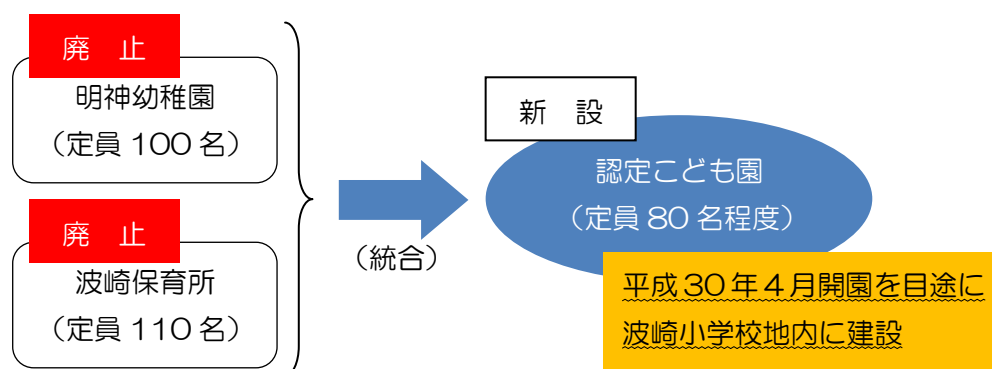 廃　止
明神幼稚園
（定員 100 名）
廃　止
波崎保育所
（定員 110 名）
（統合）
新　設
認定こども園
（定員 80 名程度）
平成 30 年 4 月開園を目途に
波崎小学校地内に建設